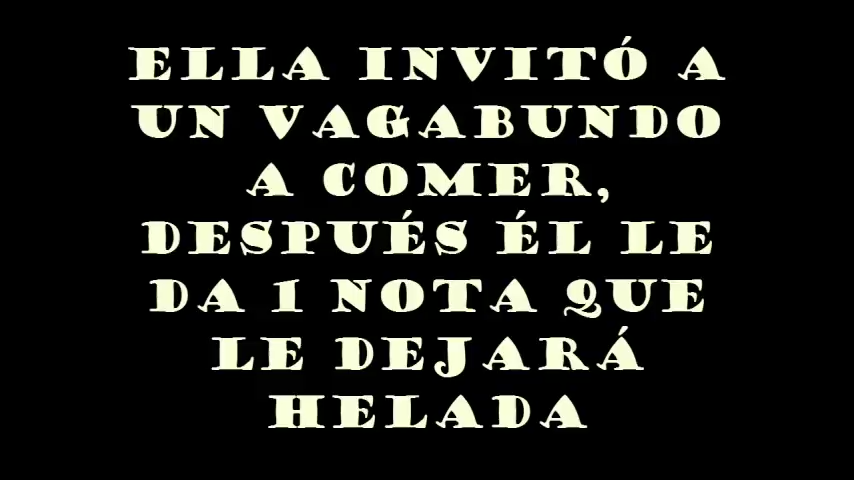 ELLA INVITÓ A
UN VAGABUNDO
A COMER,
DESPUÉS ÉL LE
DA 1 NOTA QUE
LE DEJARÁ
HELADA